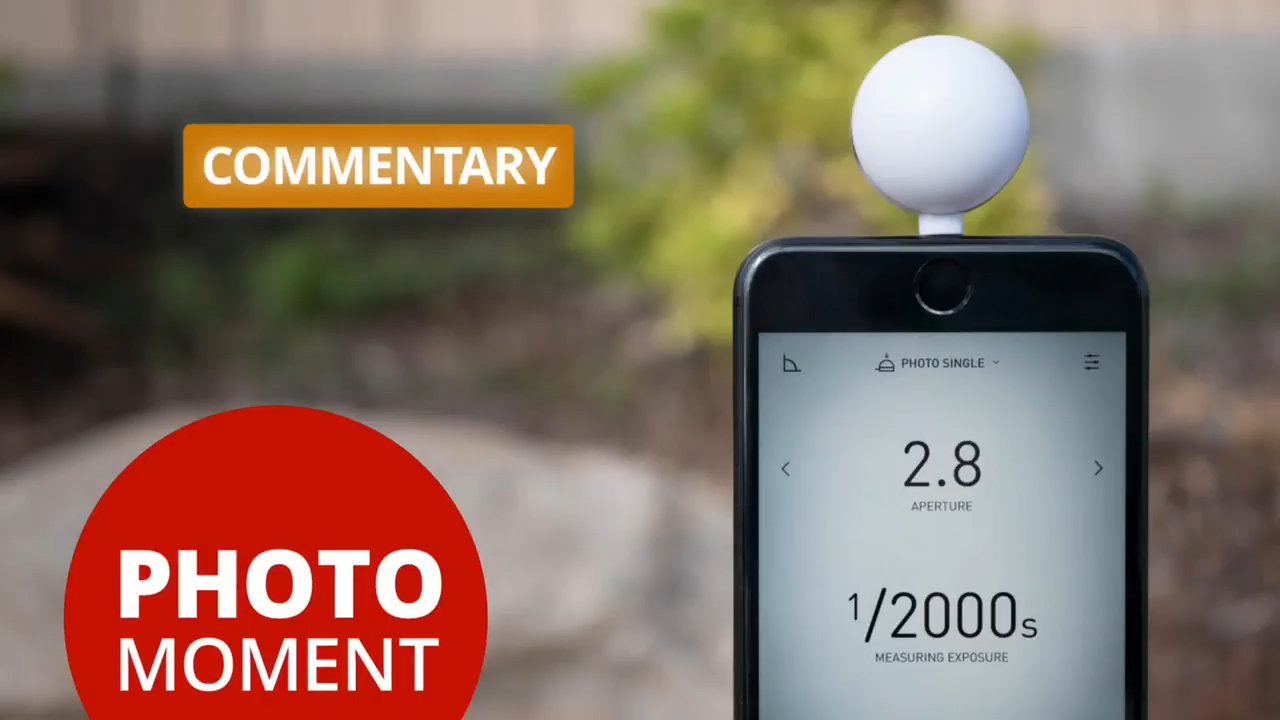 COMMENTARY
PHOTO
MOMENT
PHOTO SINGLE
2.8
APERTURE
1/2000s
MEASURING EXPOSURE